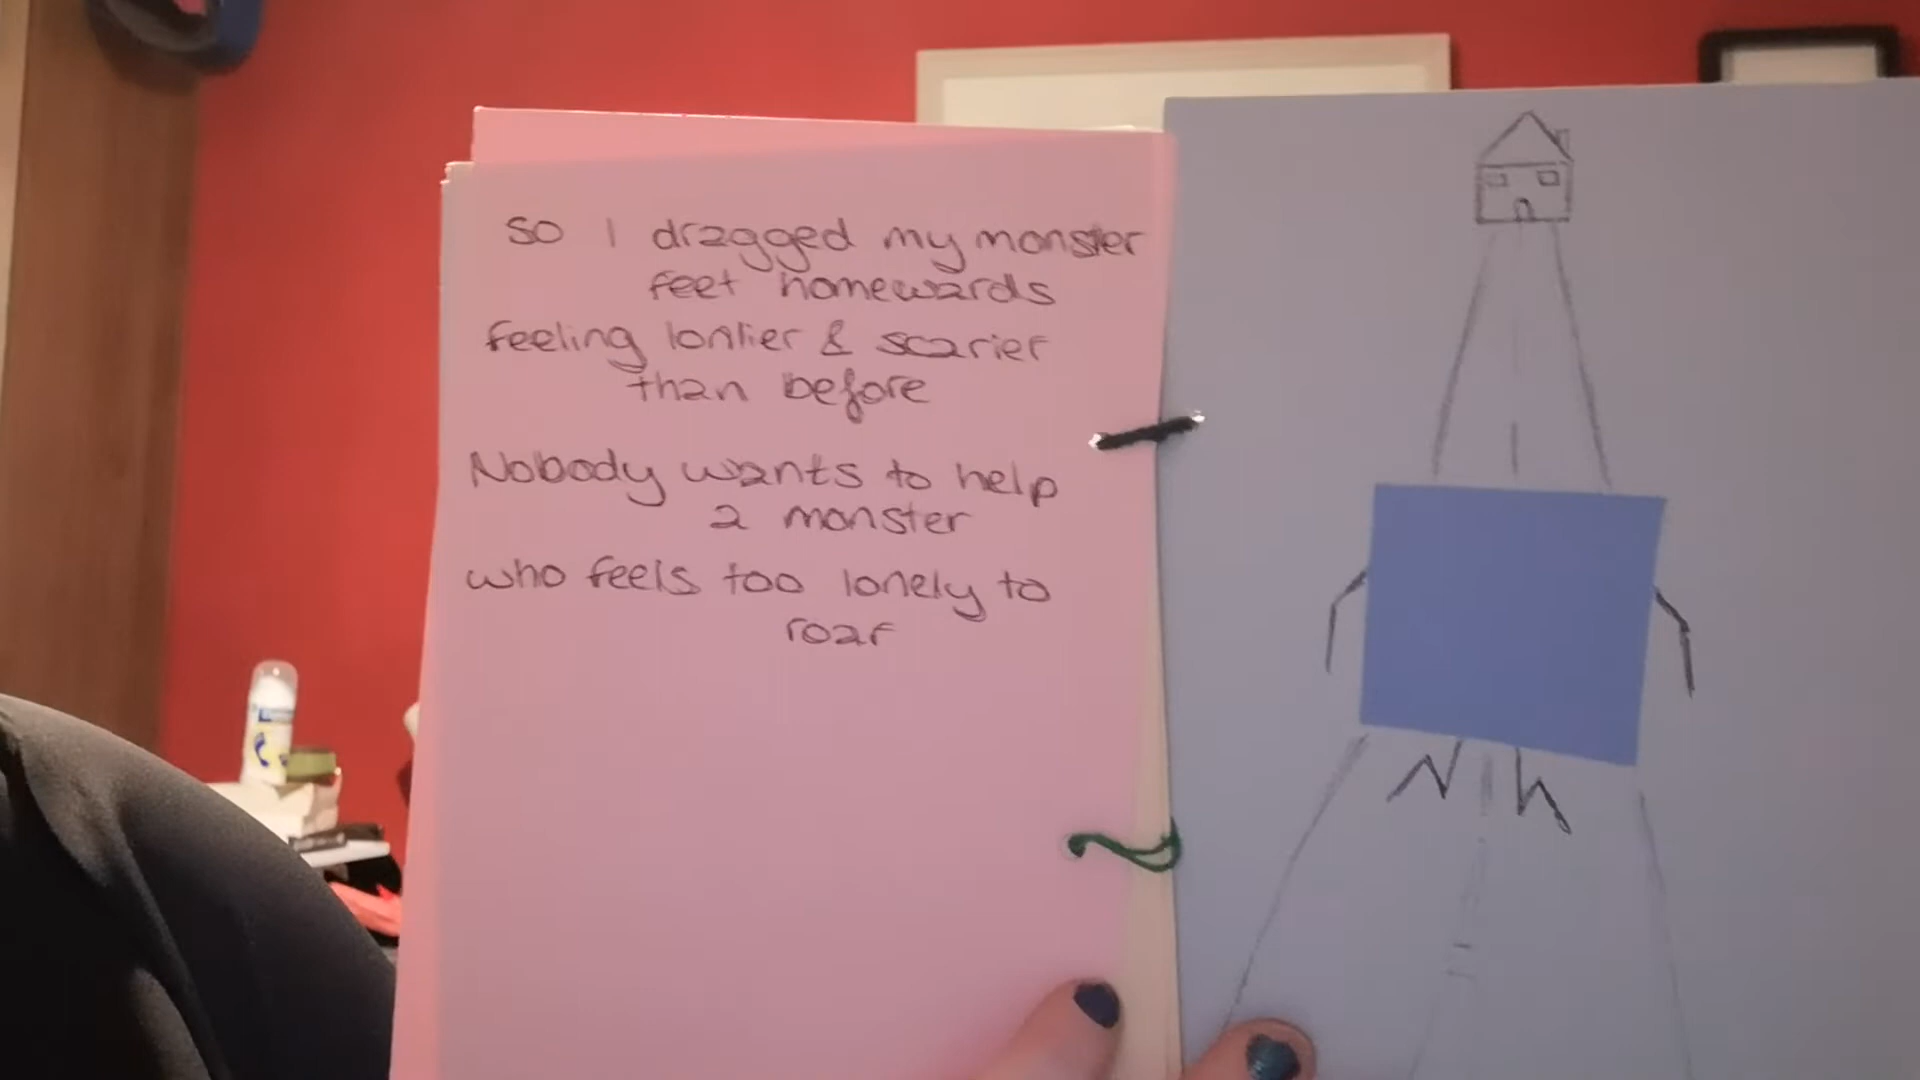 so I dragged my monster
feet homewards
feeling lonlier & scarier
than before
Nobody wants to help
a monster
who feels too lonely to
roar